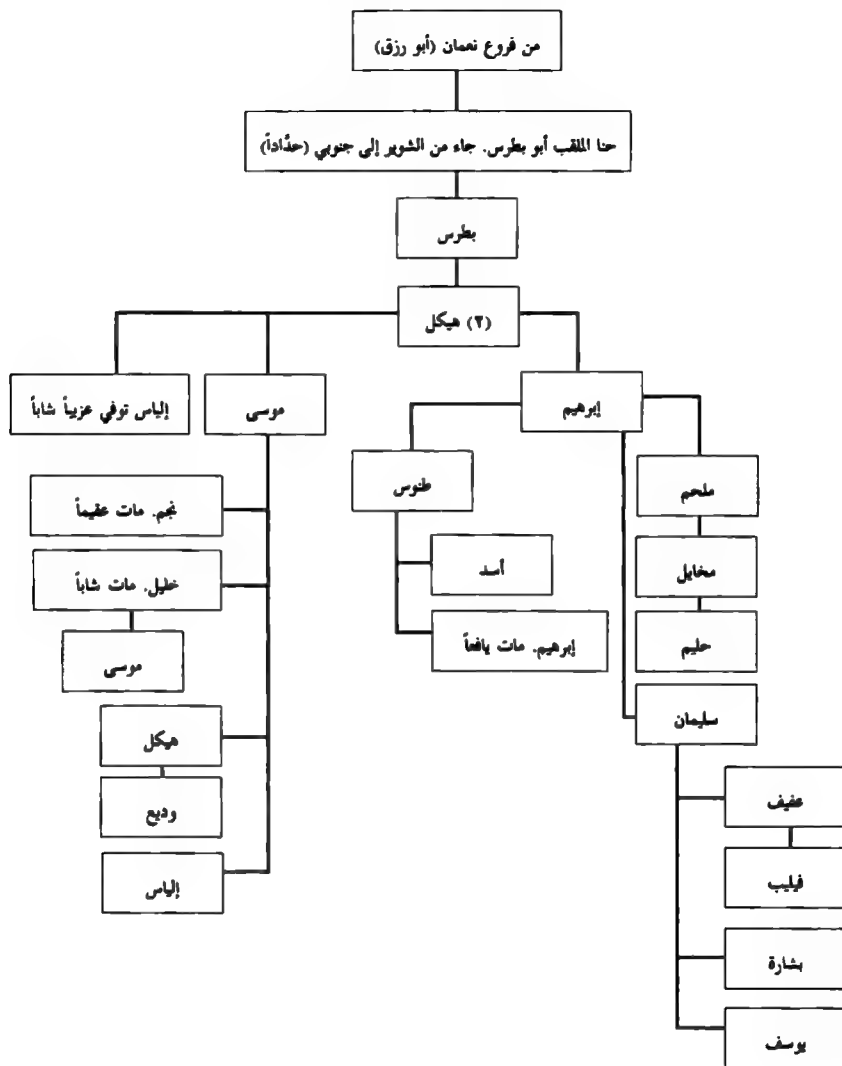 من فروع نعمان (أبو رزق)
حنا الملقب أبو بطرس. جاء من الشوير إلى جنوبي (حدَّاداً)
بطرس
(٢) هيكل
إبرهيم
موسى
إلياس توفي عزيباً شاباً
ملحم
مخايل
حليم
سليمان
عفيف
فيليب
بشارة
يوسف
طنوس
أسد
إبرهيم. مات يافعاً
نجم. مات عقيماً
خليل. مات شاباً
موسى
هيكل
وديع
إلياس